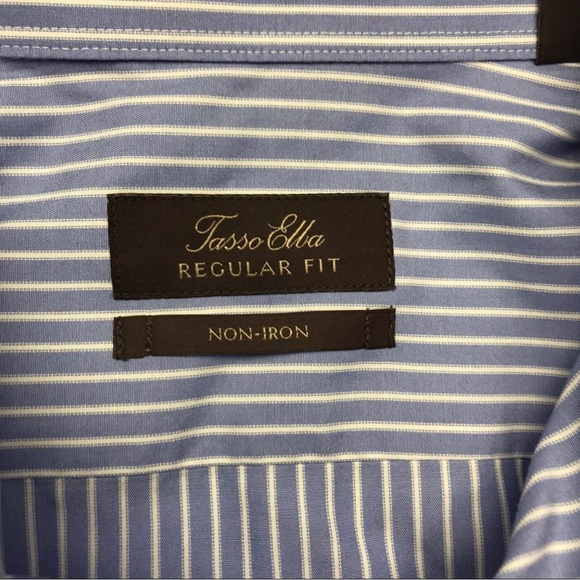 Tasso Elba
REGULAR FIT
NON-IRON